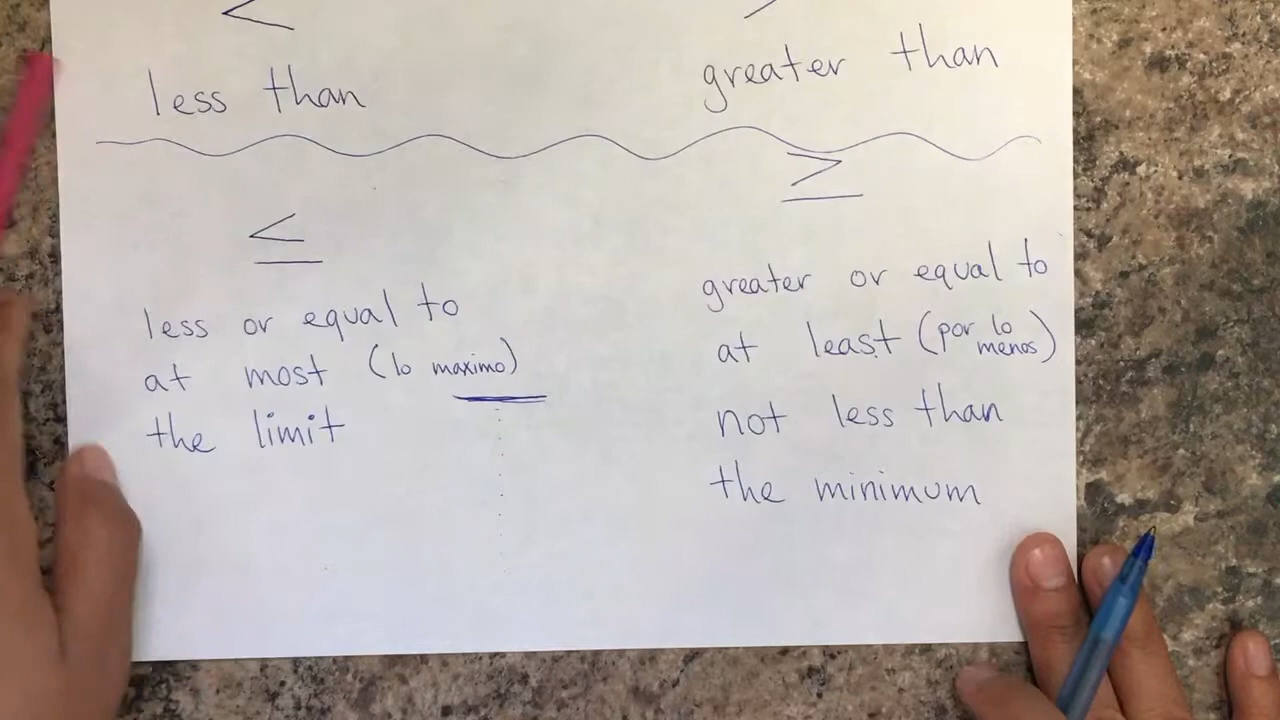 <
less than
>
greater than
≤
less or equal to
at most (lo maximo)
the limit
≥
greater or equal to
at least (por lo menos)
not less than
the minimum